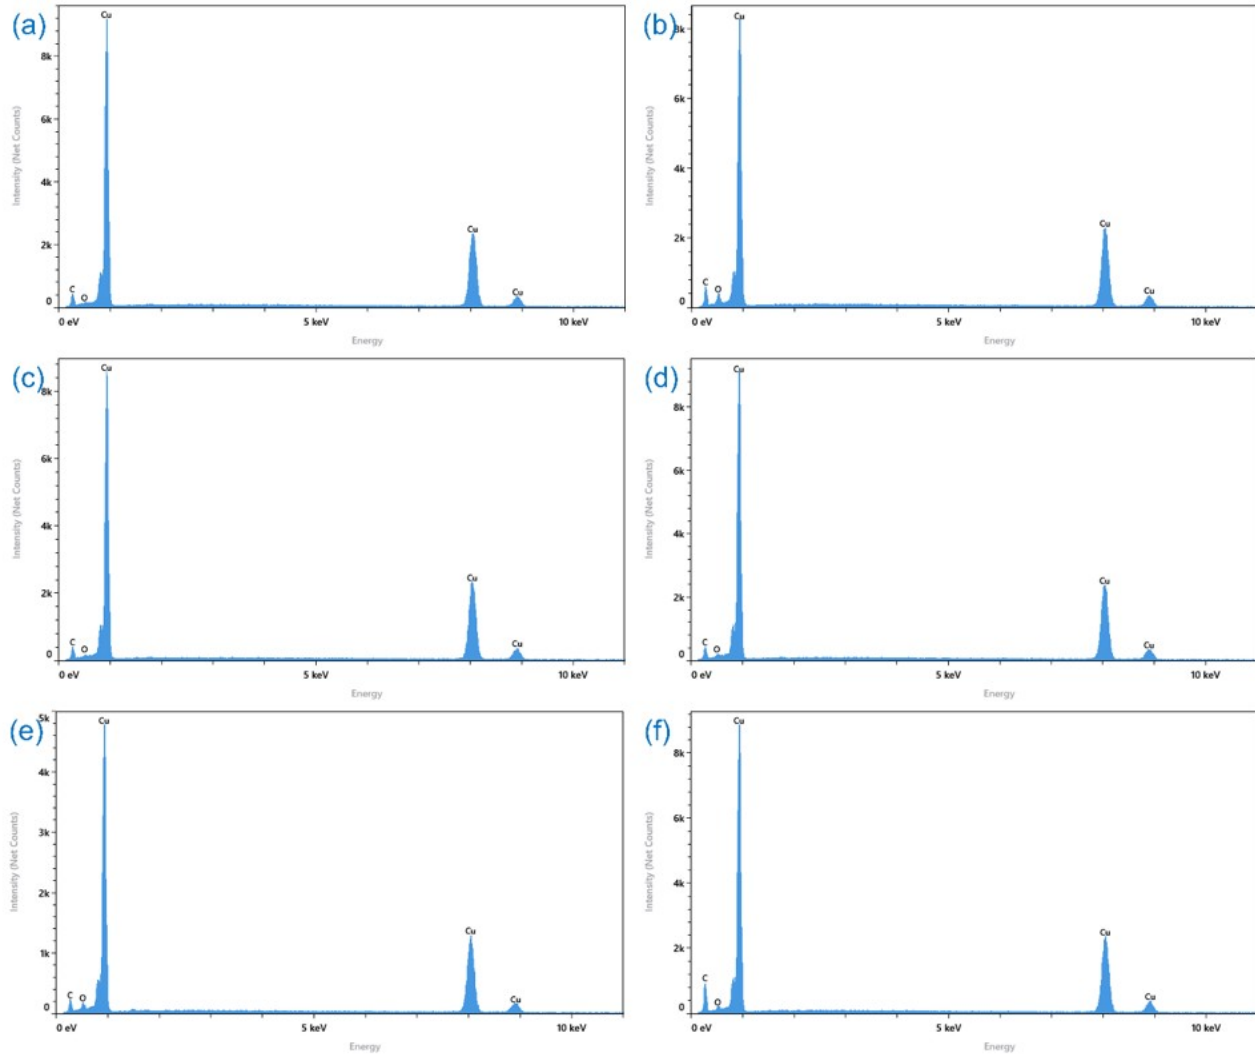 (a)
Intensity (Net Counts)
8k
6k
4k
2k
0
Cu
C
O
Cu
Cu
0 eV 5 keV 10 keV
Energy
(b)
Intensity (Net Counts)
8k
6k
4k
2k
0
Cu
C
O
Cu
Cu
0 eV 5 keV 10 keV
Energy
(c)
Intensity (Net Counts)
8k
6k
4k
2k
0
Cu
C
O
Cu
Cu
0 eV 5 keV 10 keV
Energy
(d)
Intensity (Net Counts)
8k
6k
4k
2k
0
Cu
C
O
Cu
Cu
0 eV 5 keV 10 keV
Energy
(e)
Intensity (Net Counts)
5k
4k
3k
2k
1k
0
Cu
C
O
Cu
Cu
0 eV 5 keV 10 keV
Energy
(f)
Intensity (Net Counts)
8k
6k
4k
2k
0
Cu
C
O
Cu
Cu
0 eV 5 keV 10 keV
Energy